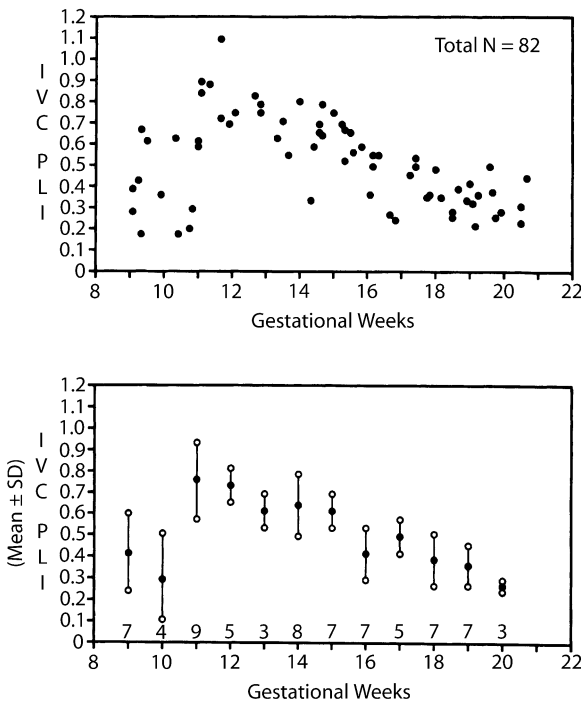 1.2
1.1
1.0
0.9
0.8
0.7
0.6
0.5
0.4
0.3
0.2
0.1
0
IVC PLI
Total N = 82
8 10 12 14 16 18 20 22
Gestational Weeks
1.2
1.1
1.0
0.9
0.8
0.7
0.6
0.5
0.4
0.3
0.2
0.1
0
IVC PLI
(Mean ± SD)
7 4 9 5 3 8 7 7 5 7 7 3
8 10 12 14 16 18 20 22
Gestational Weeks